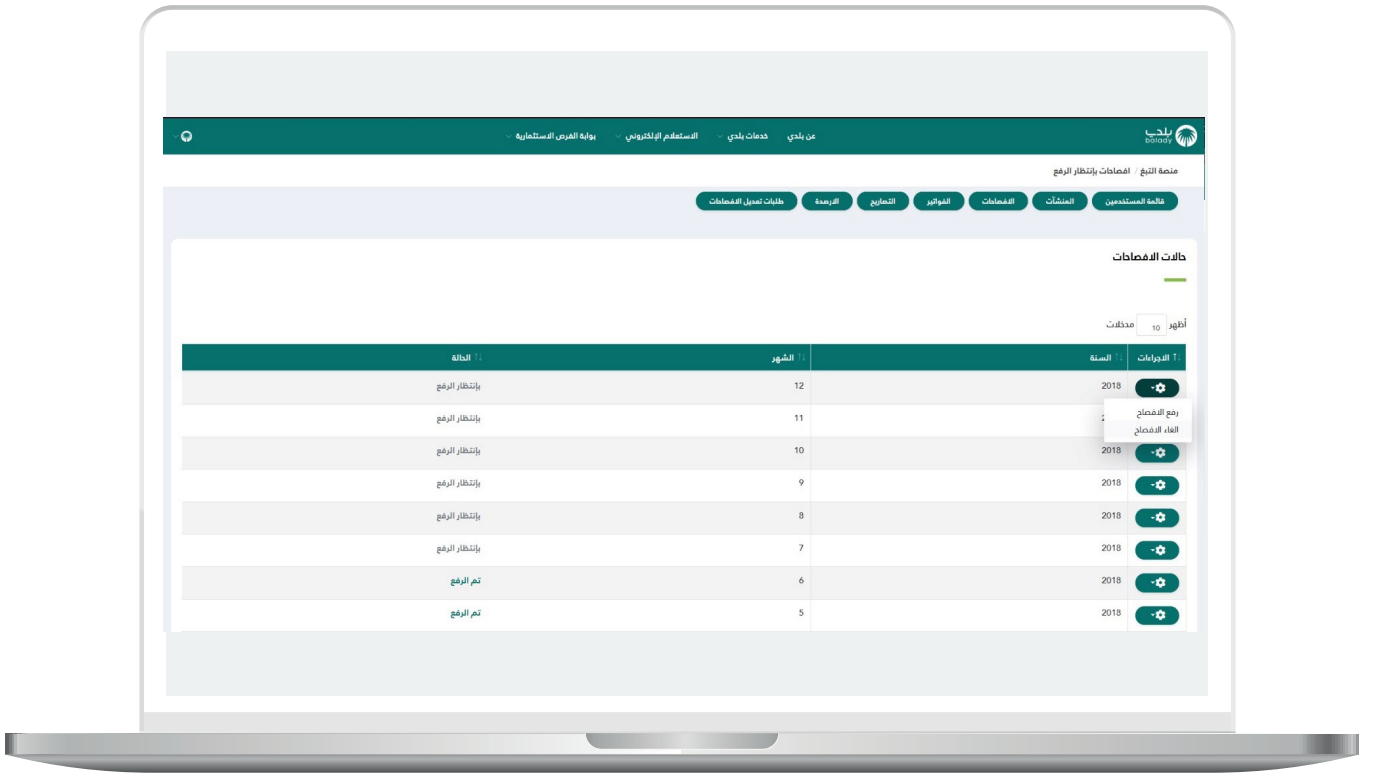 بلدي
balady
عن بلدي
خدمات بلدي
الاستعلام الإلكتروني
بوابة الفرص الاستثمارية
منصة التبغ / افصاحات بإنتظار الرفع
قائمة المستخدمين
المنشآت
الافصاحات
الفواتير
التصاريح
الارصدة
طلبات تعديل الافصاحات
حالات الافصاحات
أظهر 10 مدخلات
الاجراءات السنة الشهر الحالة
2018 12 بإنتظار الرفع
رفع الافصاح
الغاء الافصاح
2 11 بإنتظار الرفع
2018 10 بإنتظار الرفع
2018 9 بإنتظار الرفع
2018 8 بإنتظار الرفع
2018 7 بإنتظار الرفع
2018 6 تم الرفع
2018 5 تم الرفع